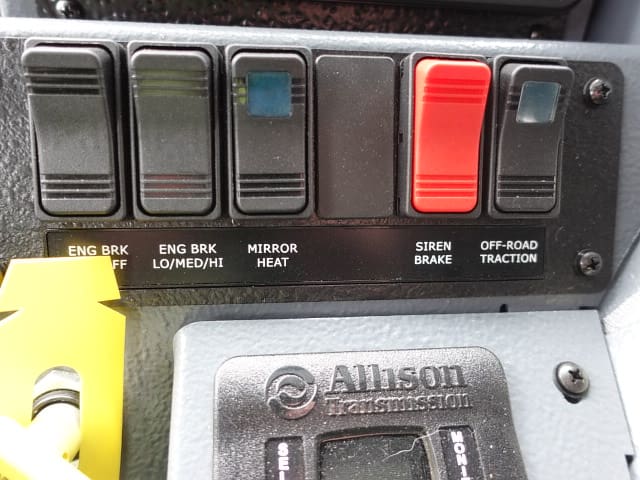 ENG BRK
ENG BRK
LO/MED/HI
MIRROR
HEAT
SIREN
BRAKE
OFF-ROAD
TRACTION
Allison
Transmission